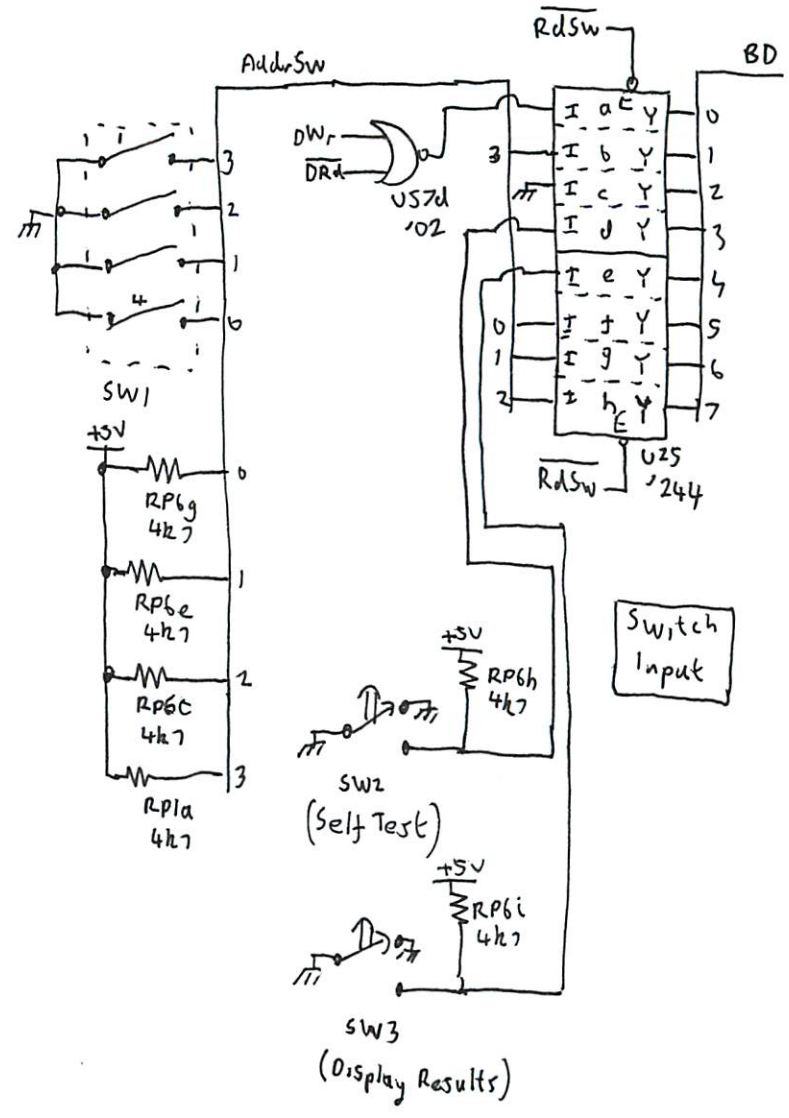 RdSw
BD
AddrSw
I a E Y 0
DWr
DRd
U57d
'02
3 I b Y 1
I c Y 2
I d Y 3
I e Y 4
0 I f Y 5
1 I g Y 6
2 I h Y 7
E
RdSw
U25
'244
1
3
2
1
4
0
SW1
+5V
0
RP6g
4k7
1
RP6e
4k7
2
RP6c
4k7
3
RP1a
4k7
+5V
RP6h
4k7
SW2
(Self Test)
+5V
RP6i
4k7
SW3
(Display Results)
Switch
Input